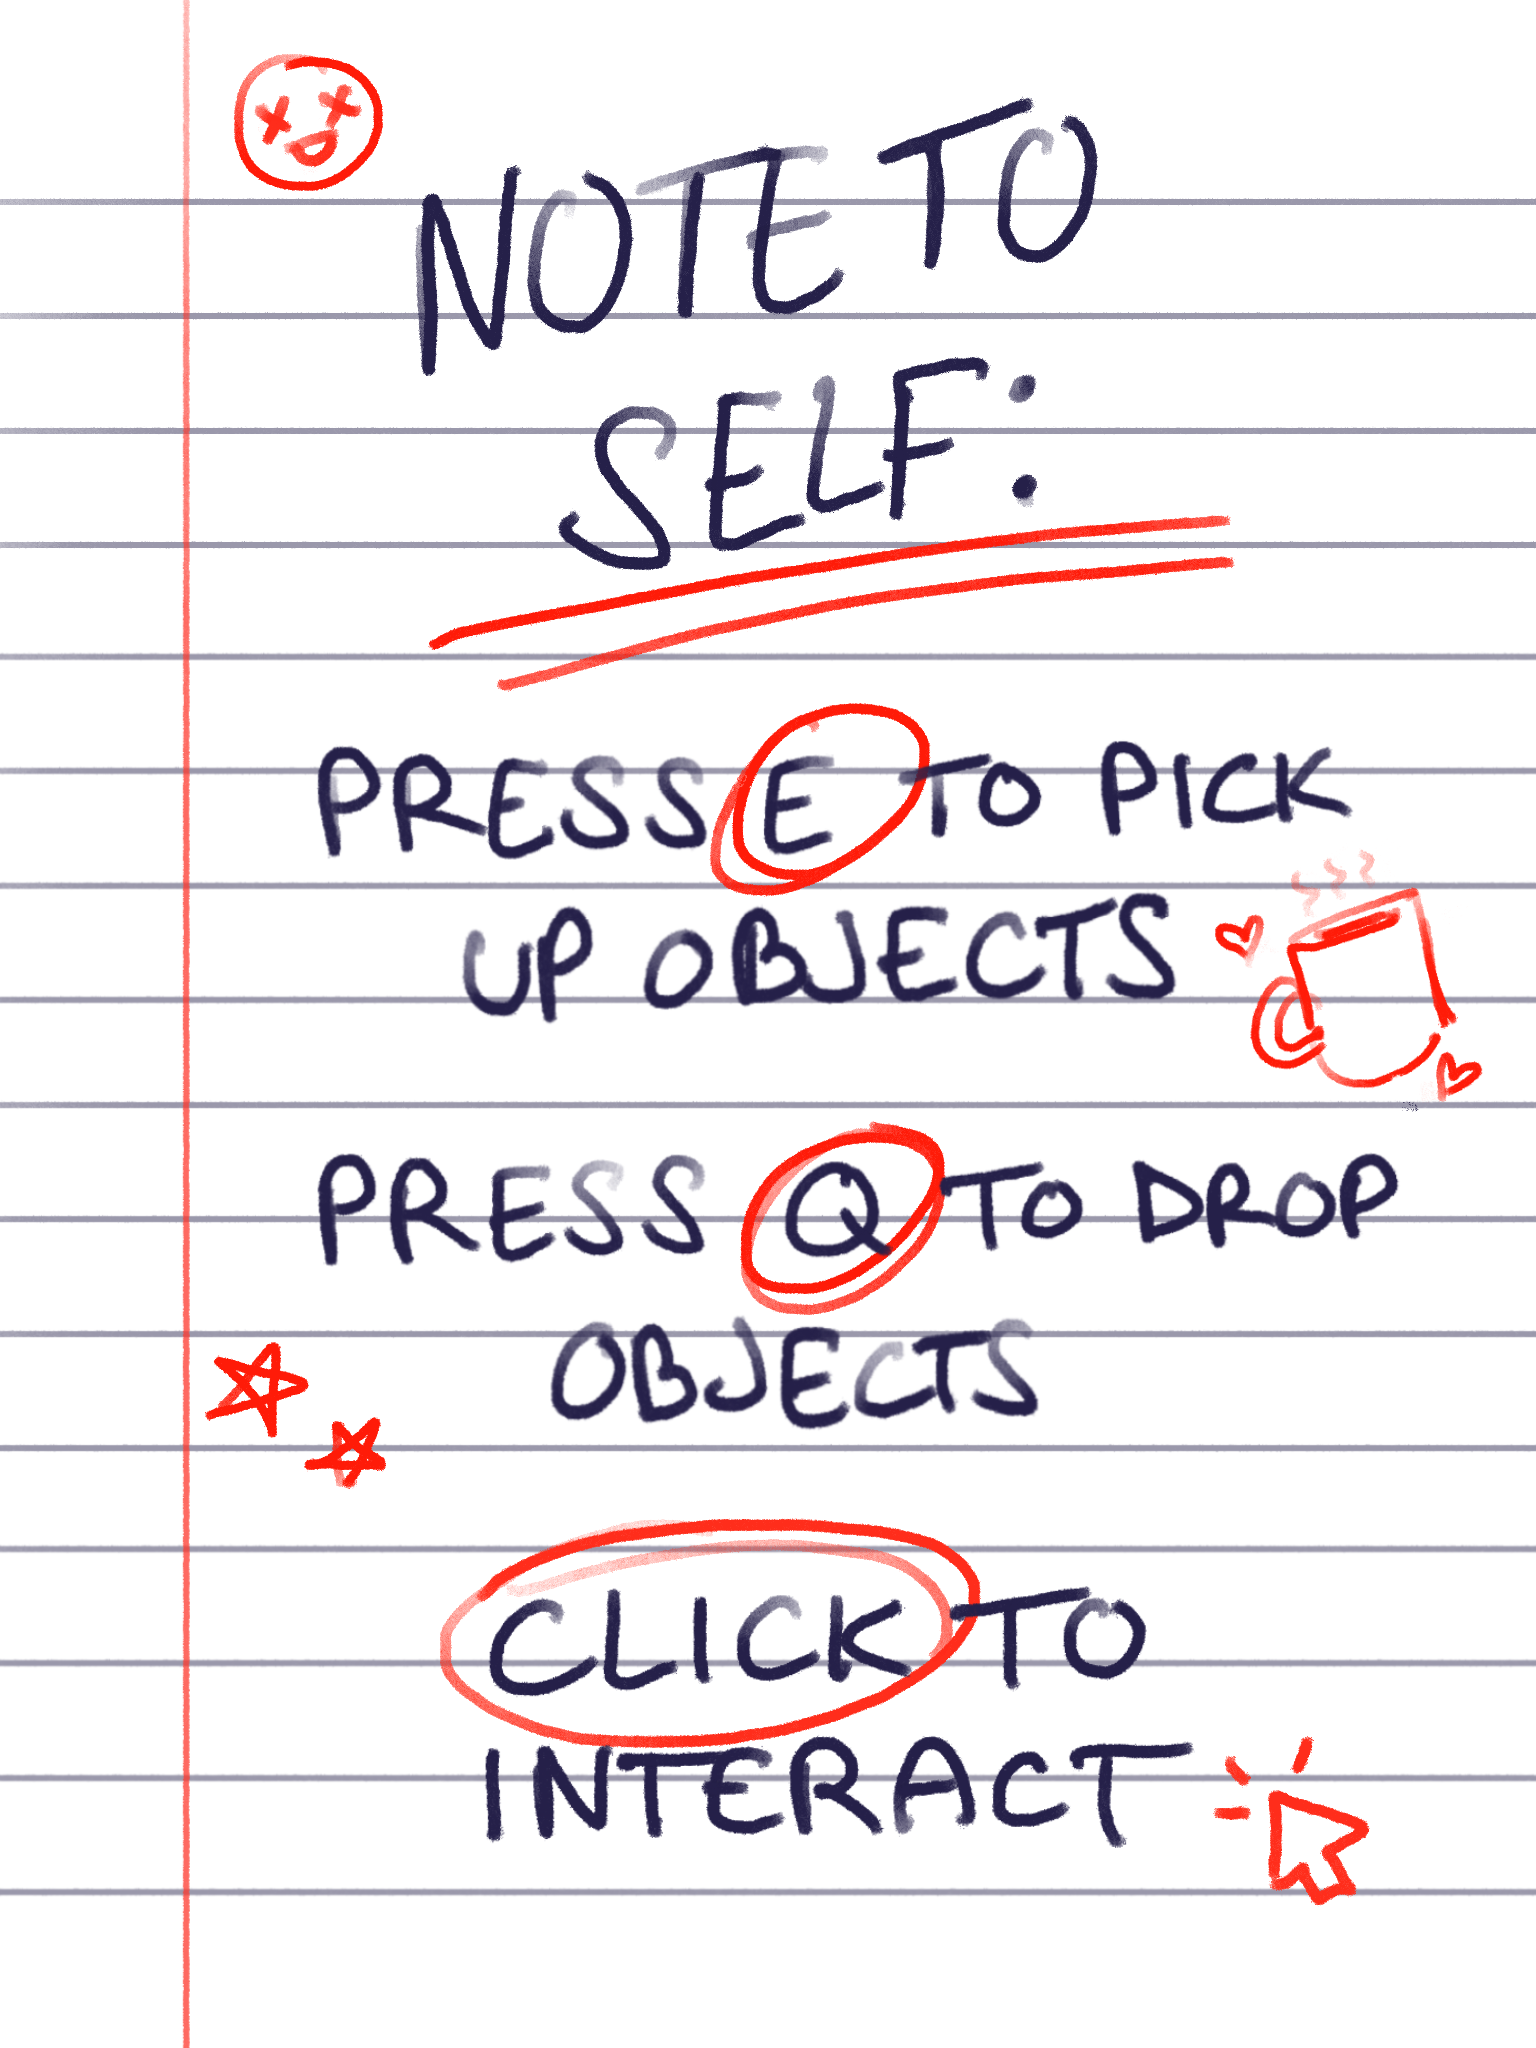 NOTE TO
SELF:
PRESS E TO PICK
UP OBJECTS
PRESS Q TO DROP
OBJECTS
CLICK TO
INTERACT